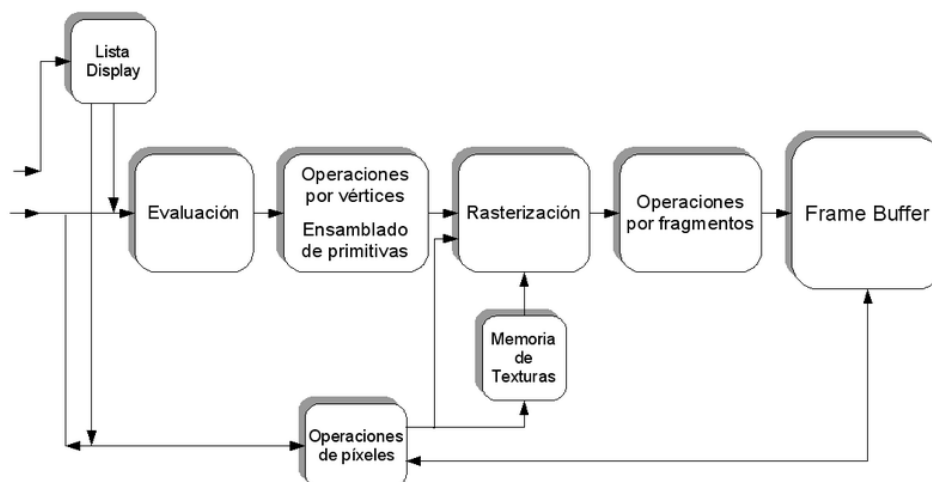 Lista
Display
Evaluación
Operaciones
por vértices
Ensamblado
de primitivas
Rasterización
Operaciones
por fragmentos
Frame Buffer
Memoria
de
Texturas
Operaciones
de píxeles